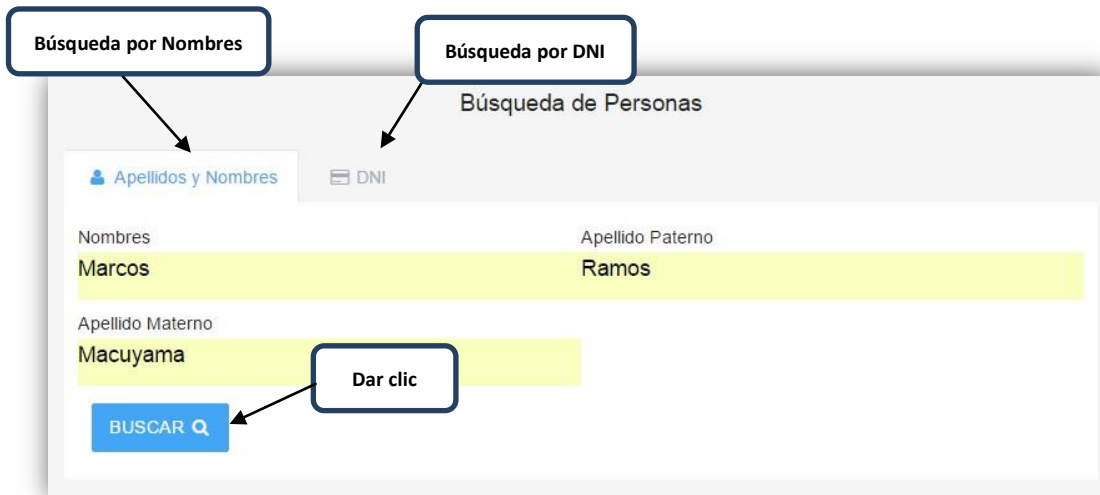 Búsqueda por Nombres
Búsqueda por DNI
Búsqueda de Personas
Apellidos y Nombres
DNI
Nombres
Apellido Paterno
Marcos
Ramos
Apellido Materno
Macuyama
Dar clic
BUSCAR